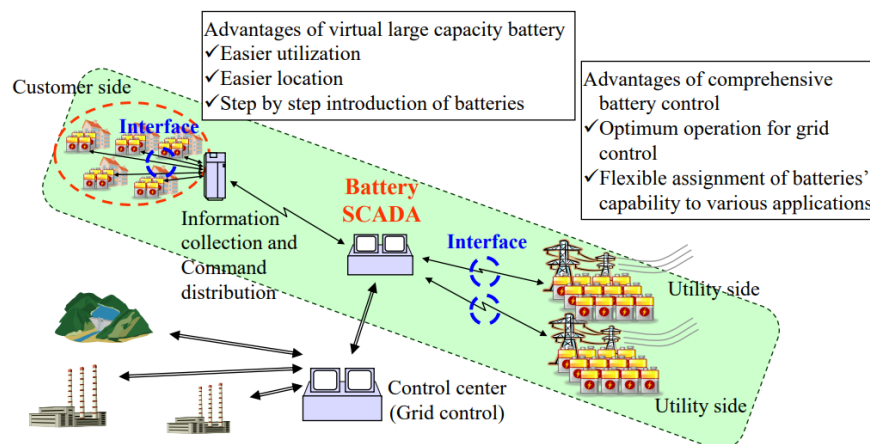 Advantages of virtual large capacity battery
✓Easier utilization
✓Easier location
✓Step by step introduction of batteries
Advantages of comprehensive
battery control
✓Optimum operation for grid
control
✓Flexible assignment of batteries’
capability to various applications
Customer side
Interface
Information
collection and
Command
distribution
Battery
SCADA
Interface
Utility side
Utility side
Control center
(Grid control)